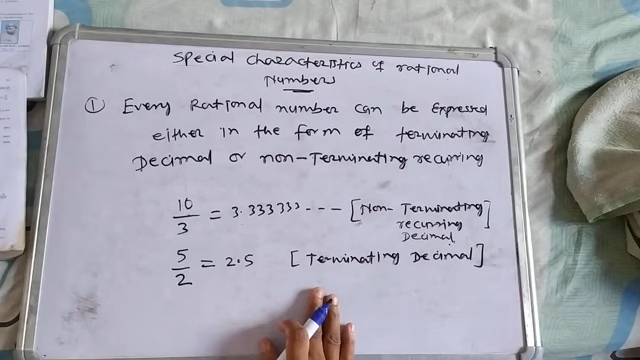 Special characteristics of rational
Number
① Every Rational number can be Expressed
either in the form of terminating
Decimal or non-Terminating recurring
10/3 = 3.333333--- [Non-Terminating recurring Decimal]
5/2 = 2.5 [Terminating Decimal]